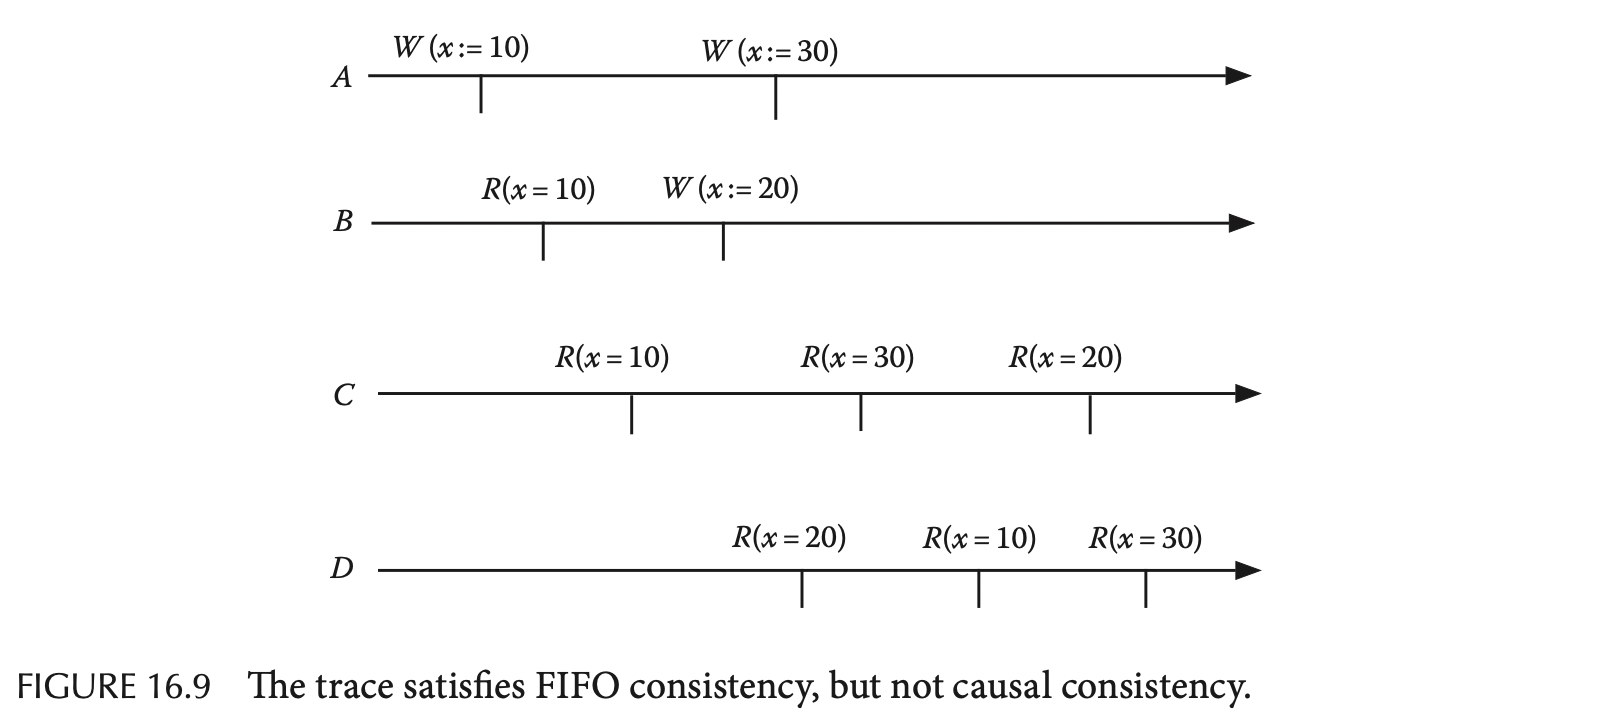 W (x := 10) W (x := 30)
A
R(x = 10) W (x := 20)
B
R(x = 10) R(x = 30) R(x = 20)
C
R(x = 20) R(x = 10) R(x = 30)
D
FIGURE 16.9 The trace satisfies FIFO consistency, but not causal consistency.